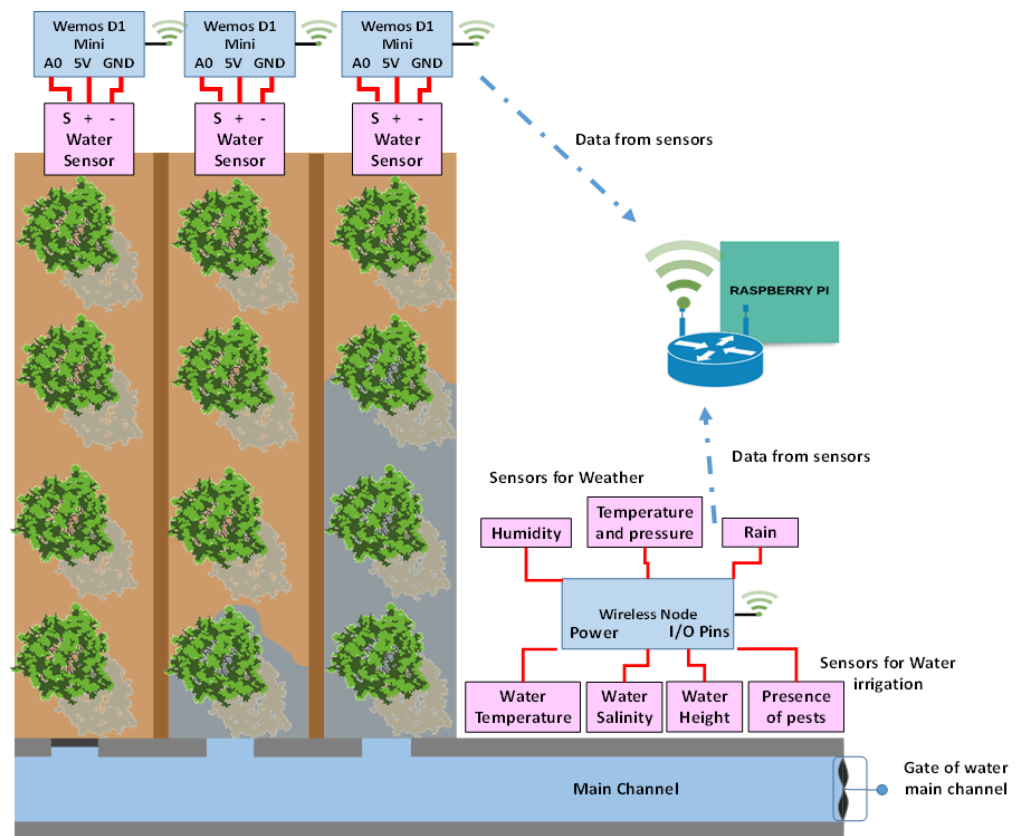 Wemos D1
Mini
A0 5V GND
Wemos D1
Mini
A0 5V GND
Wemos D1
Mini
A0 5V GND
S + -
Water
Sensor
S + -
Water
Sensor
S + -
Water
Sensor
Data from sensors
RASPBERRY PI
Data from sensors
Sensors for Weather
Humidity
Temperature
and pressure
Rain
Wireless Node
Power I/O Pins
Sensors for Water
irrigation
Water
Temperature
Water
Salinity
Water
Height
Presence
of pests
Main Channel
Gate of water
main channel